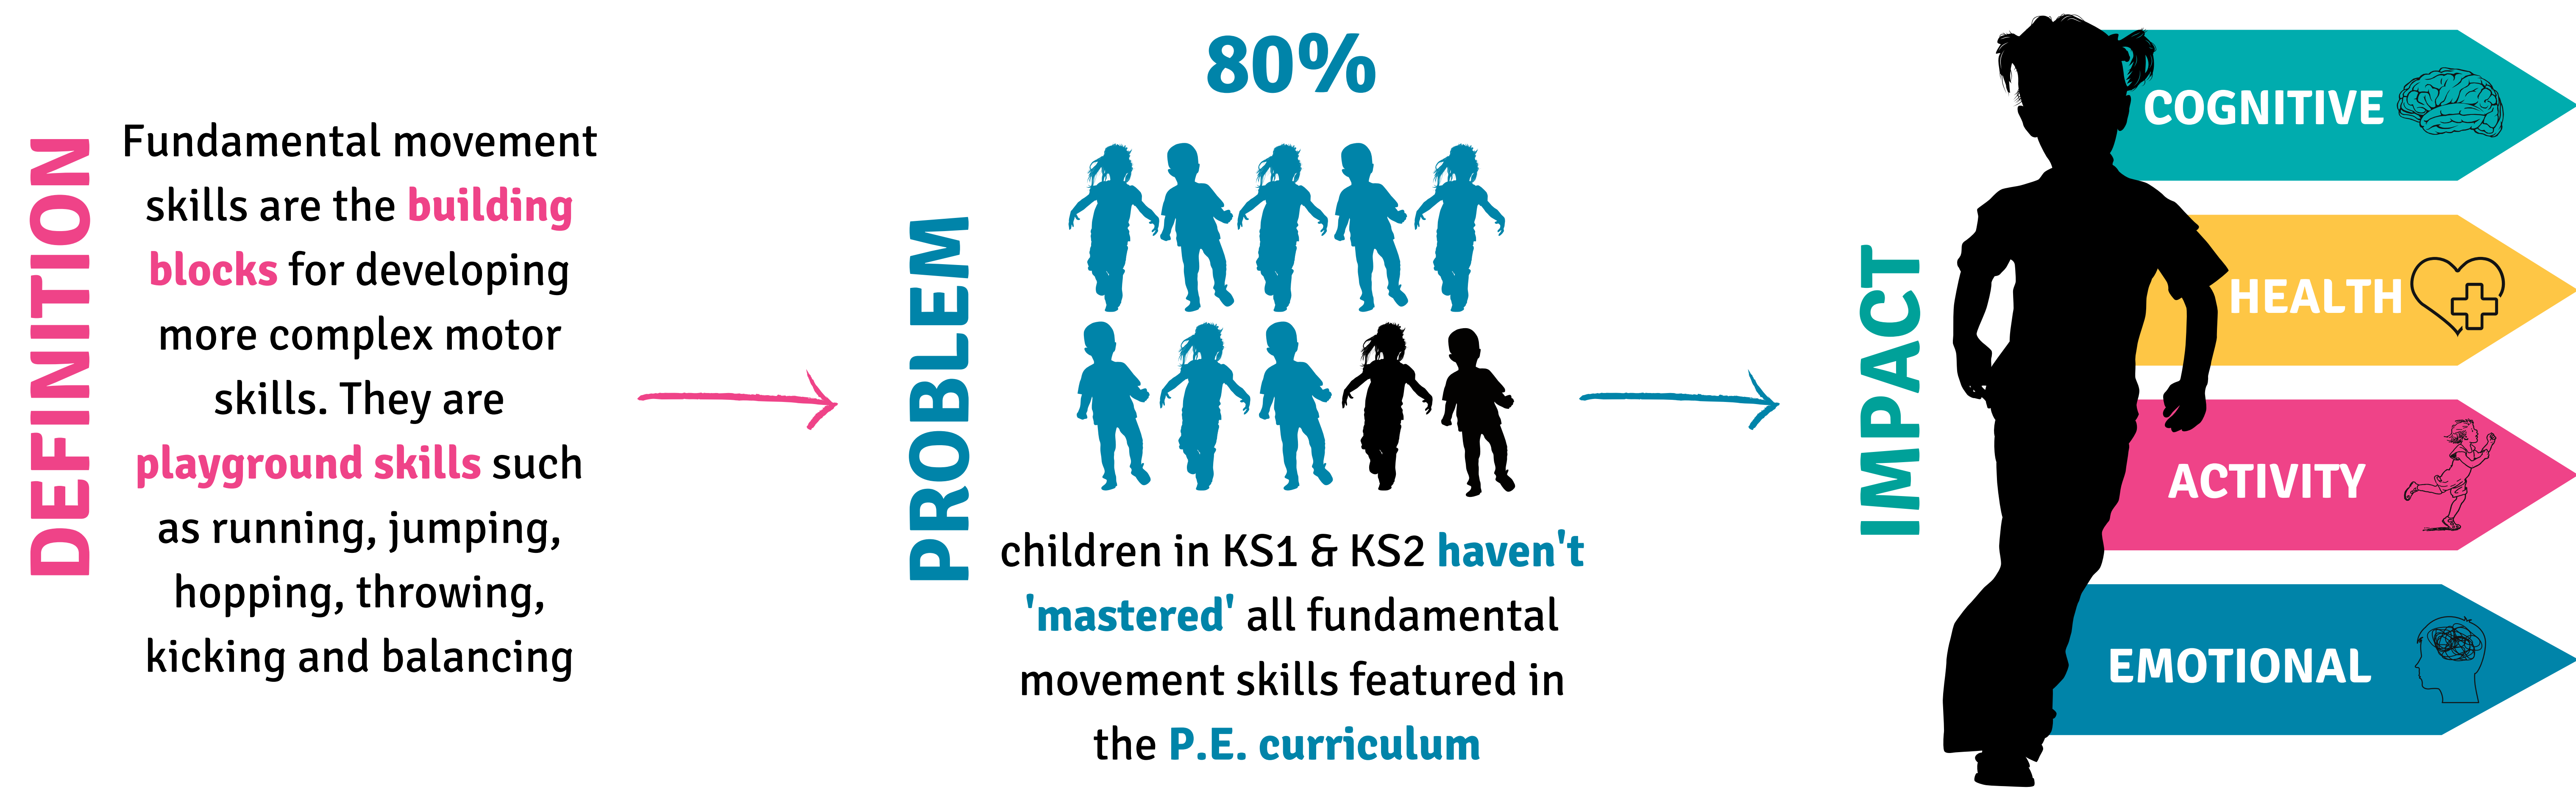 DEFINITION
Fundamental movement
skills are the building
blocks for developing
more complex motor
skills. They are
playground skills such
as running, jumping,
hopping, throwing,
kicking and balancing
PROBLEM
80%
children in KS1 & KS2 haven't
'mastered' all fundamental
movement skills featured in
the P.E. curriculum
IMPACT
COGNITIVE
HEALTH
ACTIVITY
EMOTIONAL